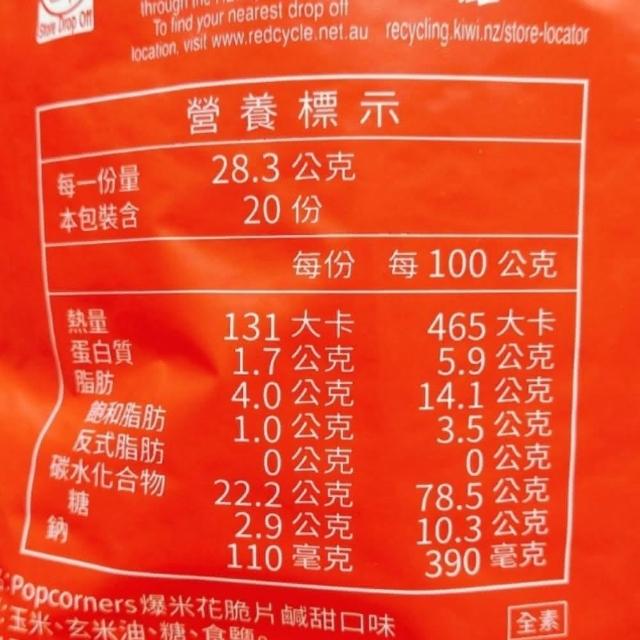 Store Drop Off
To find your nearest drop off
location, visit www.redcycle.net.au
recycling.kiwi.nz/store-locator
營養標示
每一份量 28.3 公克
本包裝含 20 份
每份 每 100 公克
熱量 131 大卡 465 大卡
蛋白質 1.7 公克 5.9 公克
脂肪 4.0 公克 14.1 公克
飽和脂肪 1.0 公克 3.5 公克
反式脂肪 0 公克 0 公克
碳水化合物 22.2 公克 78.5 公克
糖 2.9 公克 10.3 公克
鈉 110 毫克 390 毫克
Popcorners爆米花脆片鹹甜口味
玉米、玄米油、糖、食鹽。
全素